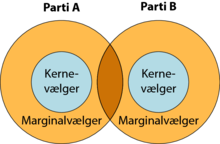 Parti A
Parti B
Kerne-
vælger
Kerne-
vælger
Marginalvælger
Marginalvælger